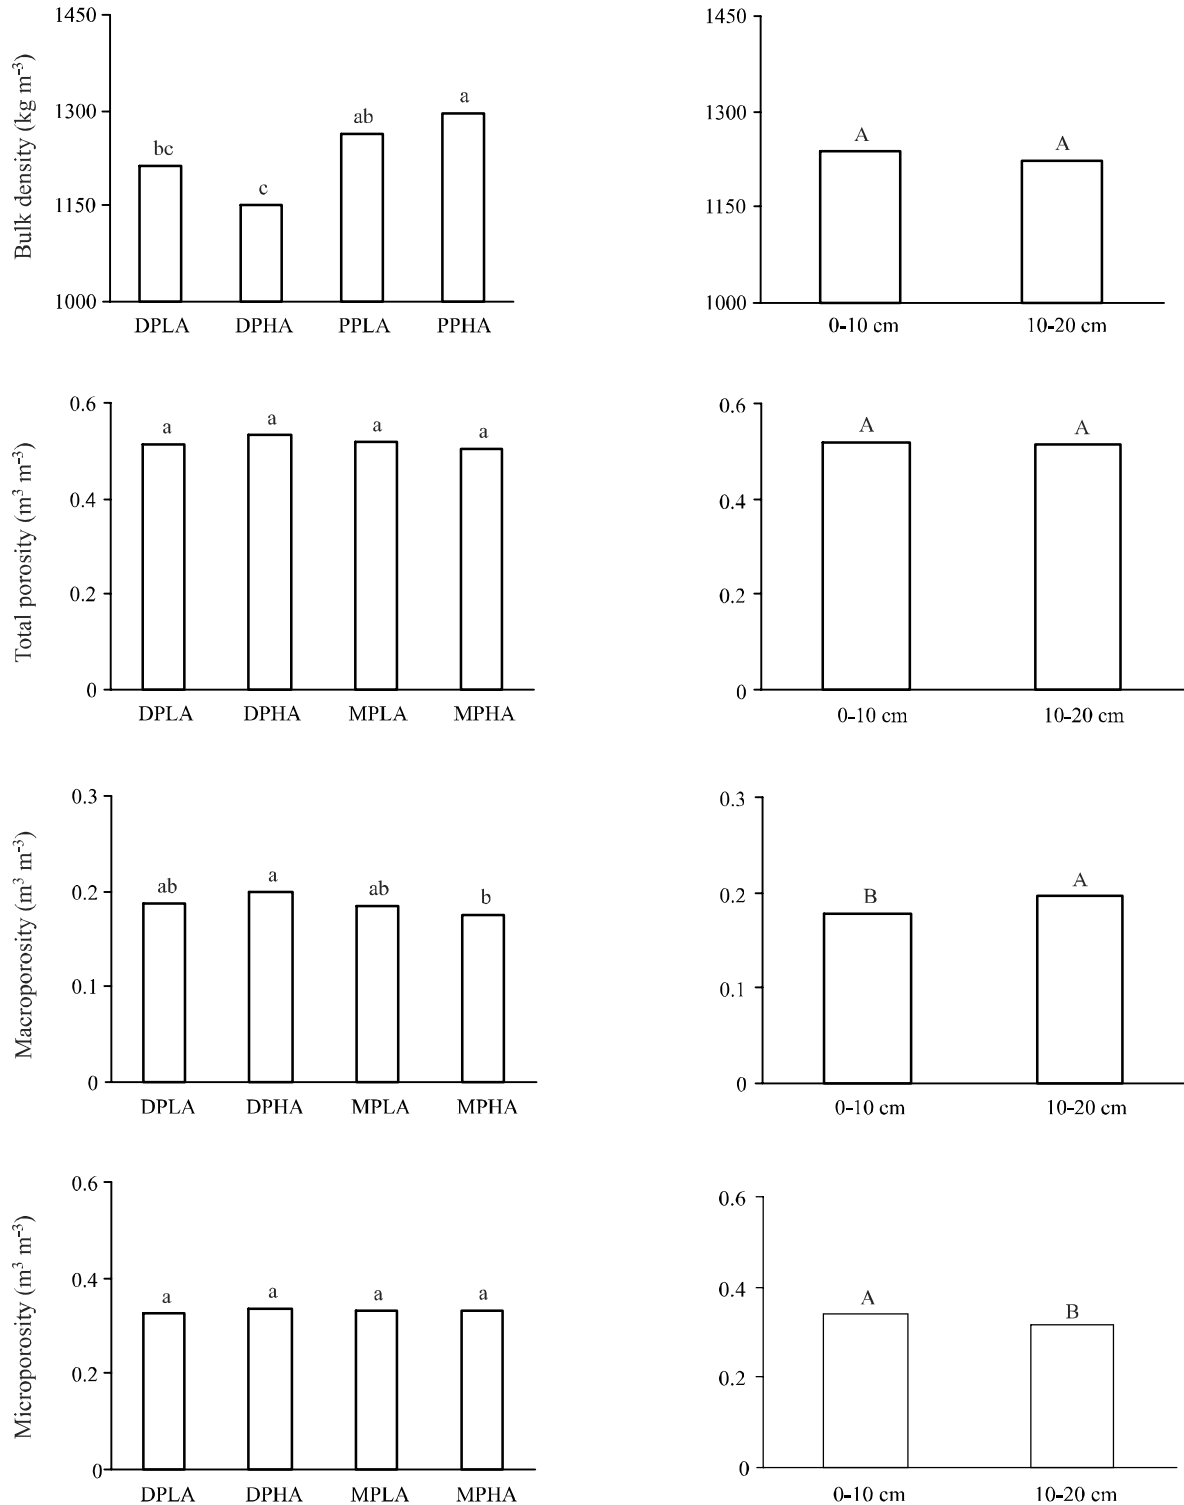 Bulk density (kg m⁻³)
1450
1300
1150
1000
bc
c
ab
a
DPLA DPHA PPLA PPHA
1450
1300
1150
1000
A
A
0-10 cm 10-20 cm
Total porosity (m³ m⁻³)
0.6
0.4
0.2
0
a
a
a
a
DPLA DPHA MPLA MPHA
0.6
0.4
0.2
0
A
A
0-10 cm 10-20 cm
Macroporosity (m³ m⁻³)
0.3
0.2
0.1
0
ab
a
ab
b
DPLA DPHA MPLA MPHA
0.3
0.2
0.1
0
B
A
0-10 cm 10-20 cm
Microporosity (m³ m⁻³)
0.6
0.4
0.2
0
a
a
a
a
DPLA DPHA MPLA MPHA
0.6
0.4
0.2
0
A
B
0-10 cm 10-20 cm